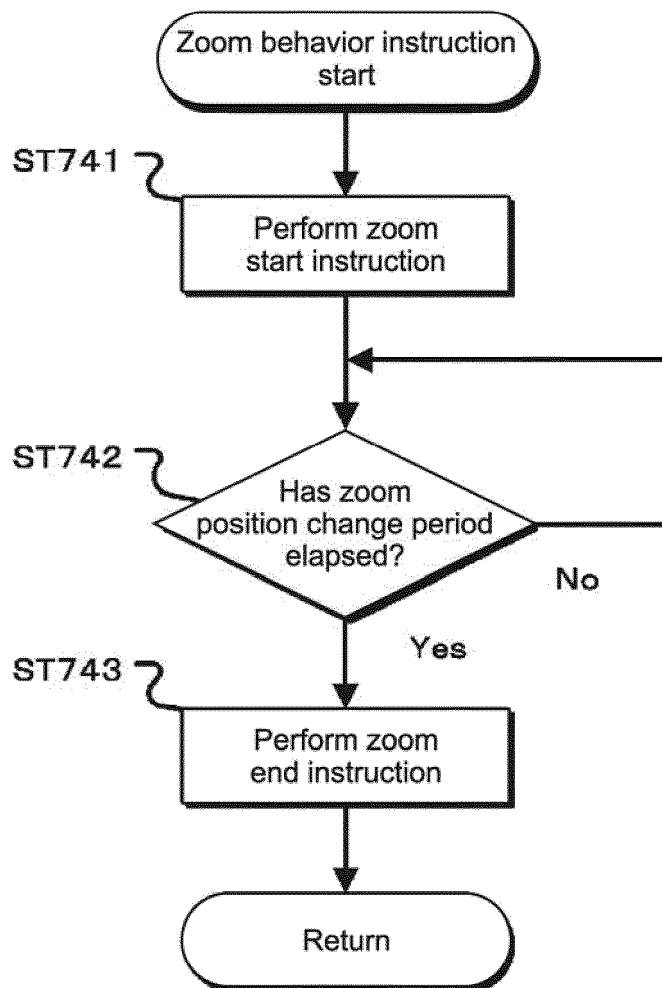 Zoom behavior instruction
start
ST741
Perform zoom
start instruction
ST742
Has zoom
position change period
elapsed?
No
Yes
ST743
Perform zoom
end instruction
Return